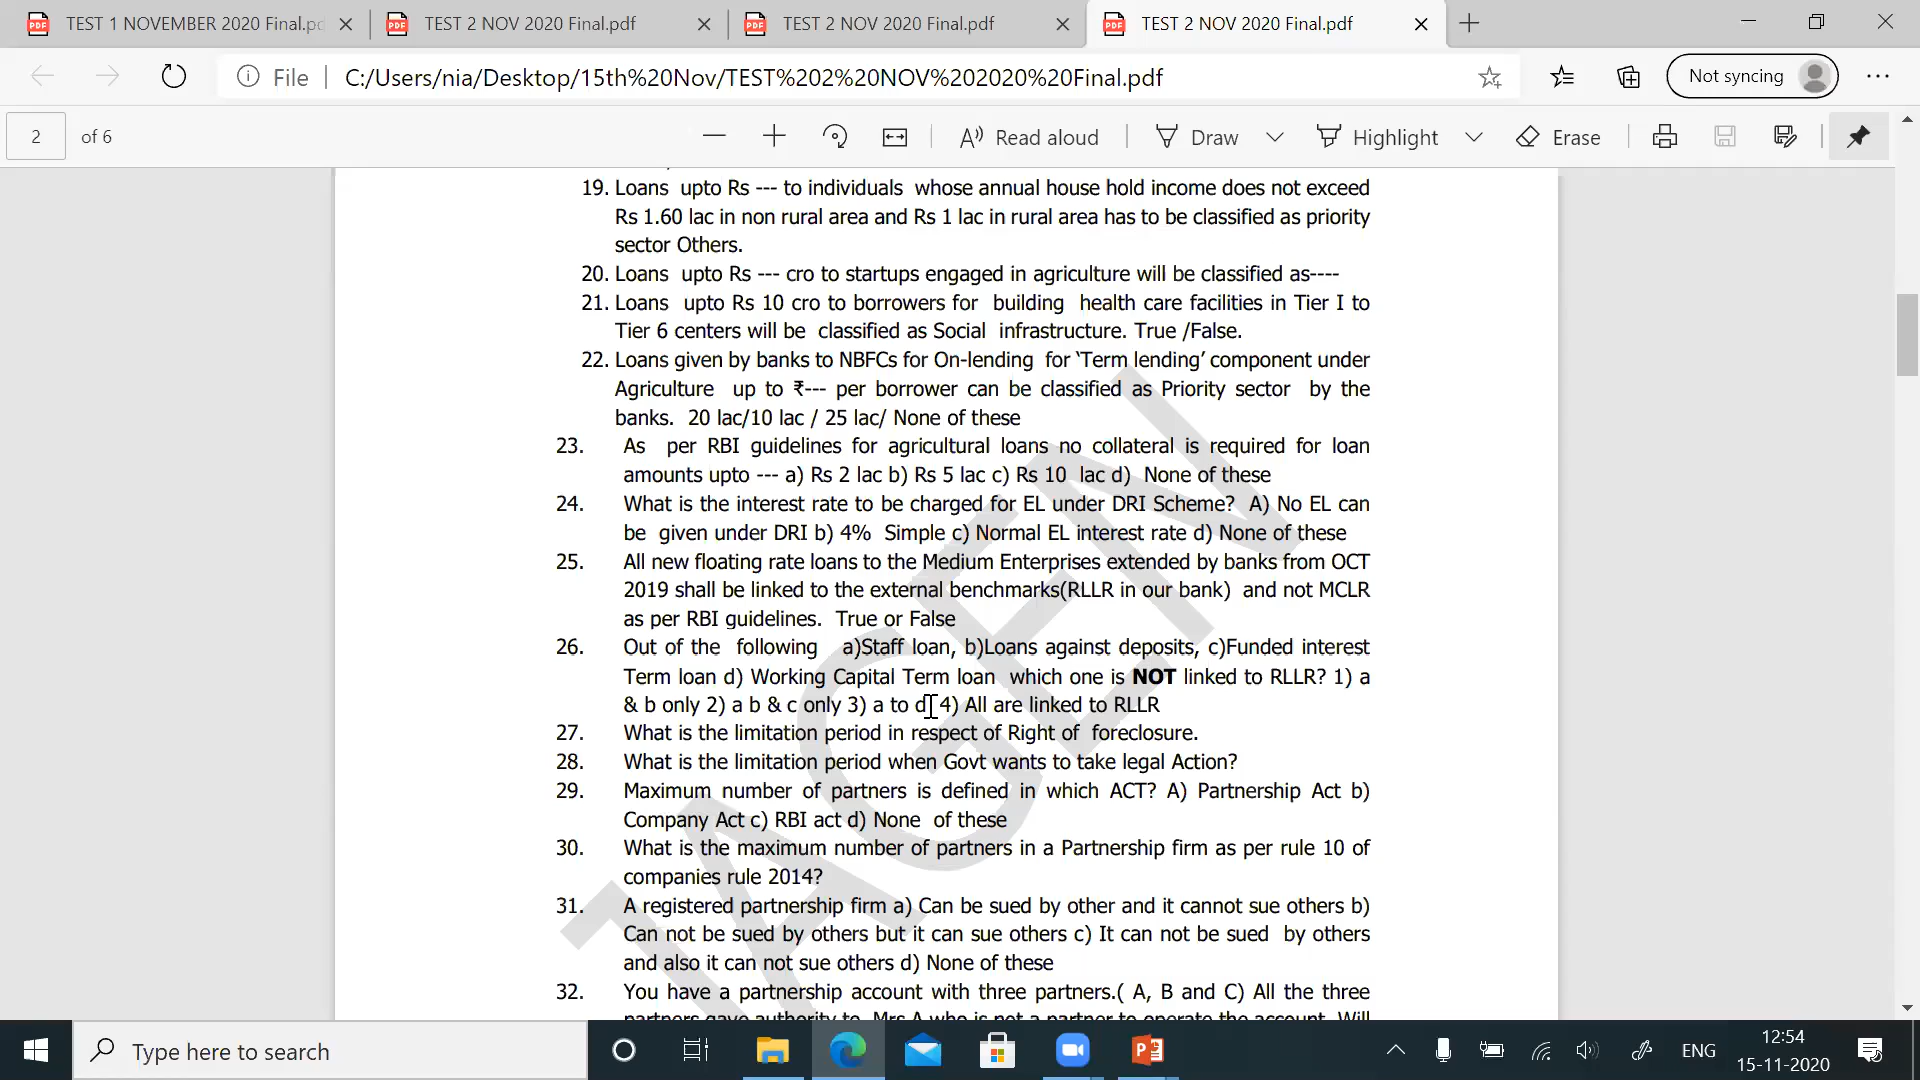 TEST 1 NOVEMBER 2020 Final.pd
TEST 2 NOV 2020 Final.pdf
TEST 2 NOV 2020 Final.pdf
TEST 2 NOV 2020 Final.pdf
File
C:/Users/nia/Desktop/15th%20Nov/TEST%202%20NOV%202020%20Final.pdf
Not syncing
2 of 6
Read aloud
Draw
Highlight
Erase
19. Loans upto Rs --- to individuals whose annual house hold income does not exceed
Rs 1.60 lac in non rural area and Rs 1 lac in rural area has to be classified as priority
sector Others.
20. Loans upto Rs --- cro to startups engaged in agriculture will be classified as----
21. Loans upto Rs 10 cro to borrowers for building health care facilities in Tier I to
Tier 6 centers will be classified as Social infrastructure. True /False.
22. Loans given by banks to NBFCs for On-lending for ‘Term lending’ component under
Agriculture up to ₹--- per borrower can be classified as Priority sector by the
banks. 20 lac/10 lac / 25 lac/ None of these
23. As per RBI guidelines for agricultural loans no collateral is required for loan
amounts upto --- a) Rs 2 lac b) Rs 5 lac c) Rs 10 lac d) None of these
24. What is the interest rate to be charged for EL under DRI Scheme? A) No EL can
be given under DRI b) 4% Simple c) Normal EL interest rate d) None of these
25. All new floating rate loans to the Medium Enterprises extended by banks from OCT
2019 shall be linked to the external benchmarks(RLLR in our bank) and not MCLR
as per RBI guidelines. True or False
26. Out of the following a)Staff loan, b)Loans against deposits, c)Funded interest
Term loan d) Working Capital Term loan which one is NOT linked to RLLR? 1) a
& b only 2) a b & c only 3) a to d 4) All are linked to RLLR
27. What is the limitation period in respect of Right of foreclosure.
28. What is the limitation period when Govt wants to take legal Action?
29. Maximum number of partners is defined in which ACT? A) Partnership Act b)
Company Act c) RBI act d) None of these
30. What is the maximum number of partners in a Partnership firm as per rule 10 of
companies rule 2014?
31. A registered partnership firm a) Can be sued by other and it cannot sue others b)
Can not be sued by others but it can sue others c) It can not be sued by others
and also it can not sue others d) None of these
32. You have a partnership account with three partners.( A, B and C) All the three
partners gave authority to Mrs A who is not a partner to operate the account. Will
JAGEN
Type here to search
ENG
12:54
15-11-2020